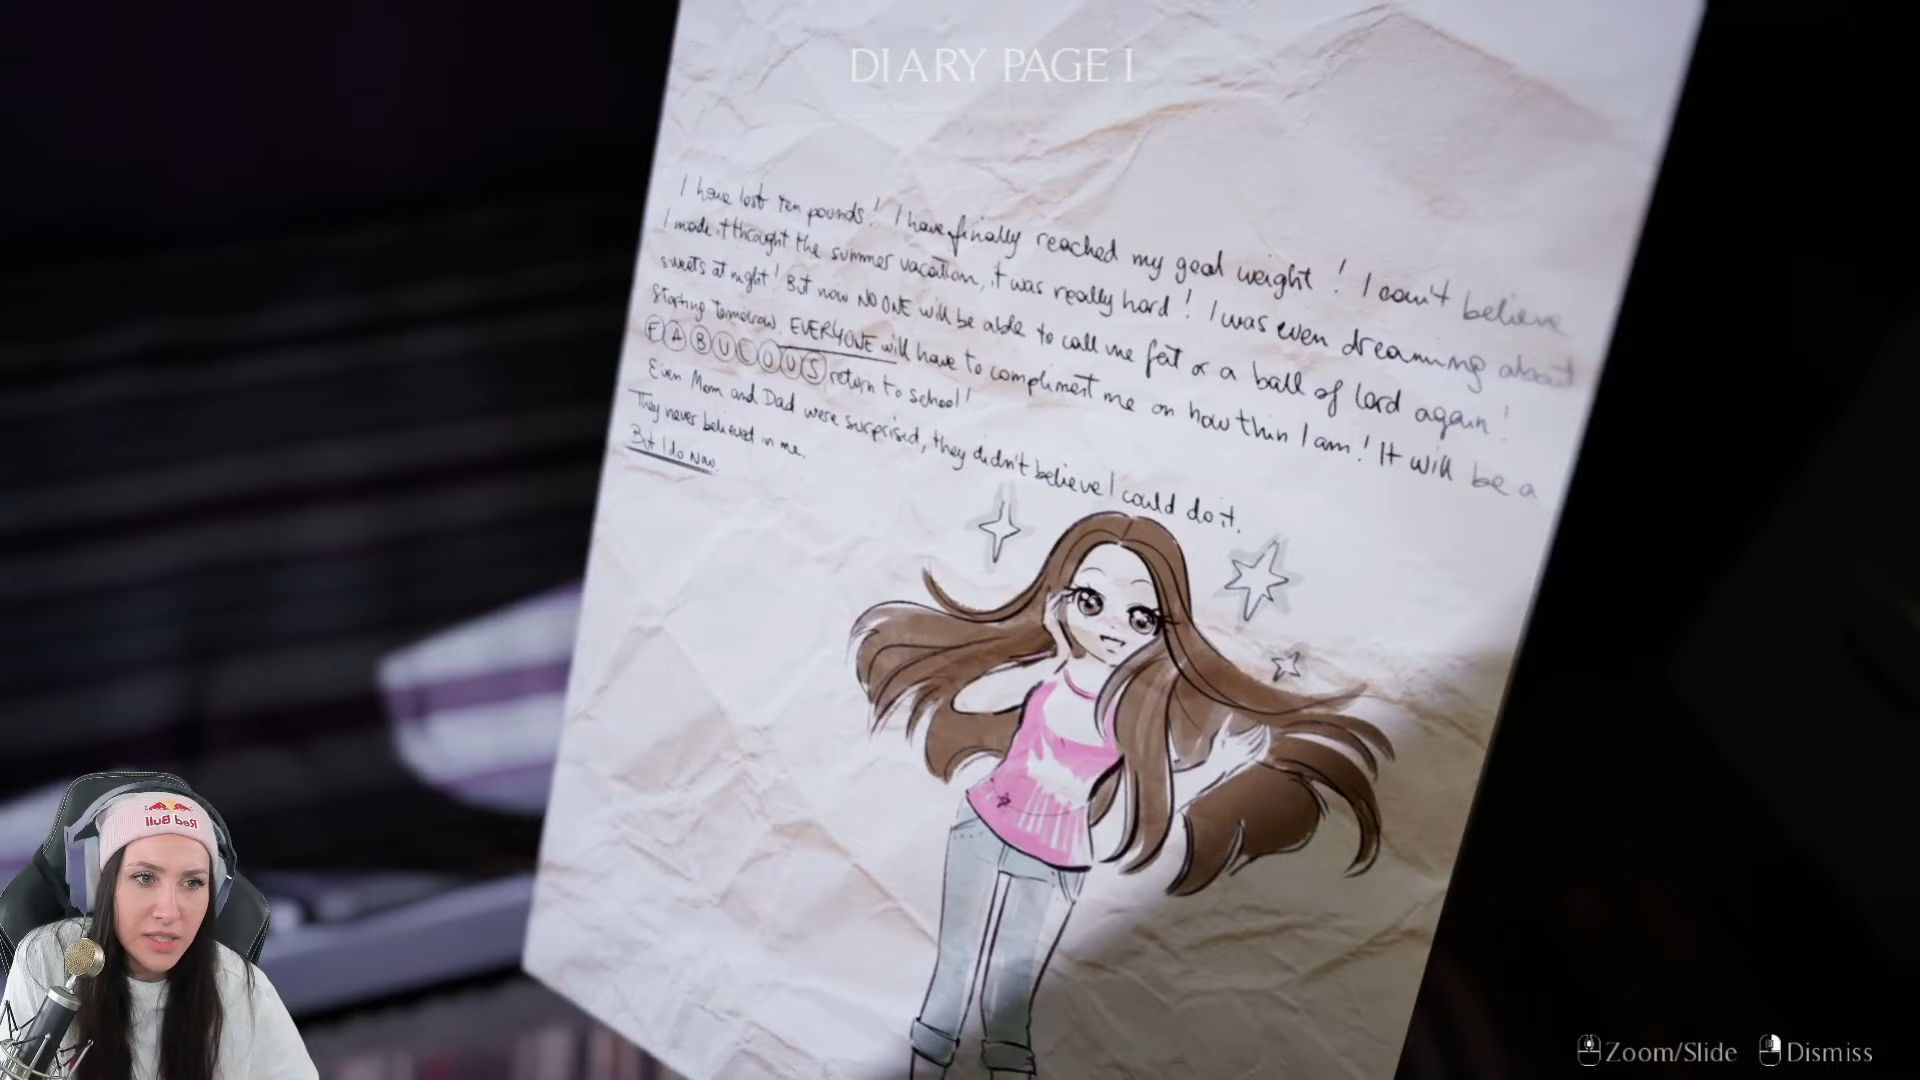 DIARY PAGE I
I have lost ten pounds! I have finally reached my goal weight! I can't believe
I made it throught the summer vacation, it was really hard! I was even dreaming about
sweets at night! But now NO ONE will be able to call me fat or a ball of lard again!
Starting tomorrow, EVERYONE will have to compliment me on how thin I am! It will be a
FABULOUS return to school!
Even Mom and Dad were surprised, they didn't believe I could do it.
They never believed in me.
But I do now.
Red Bull
Zoom/Slide Dismiss